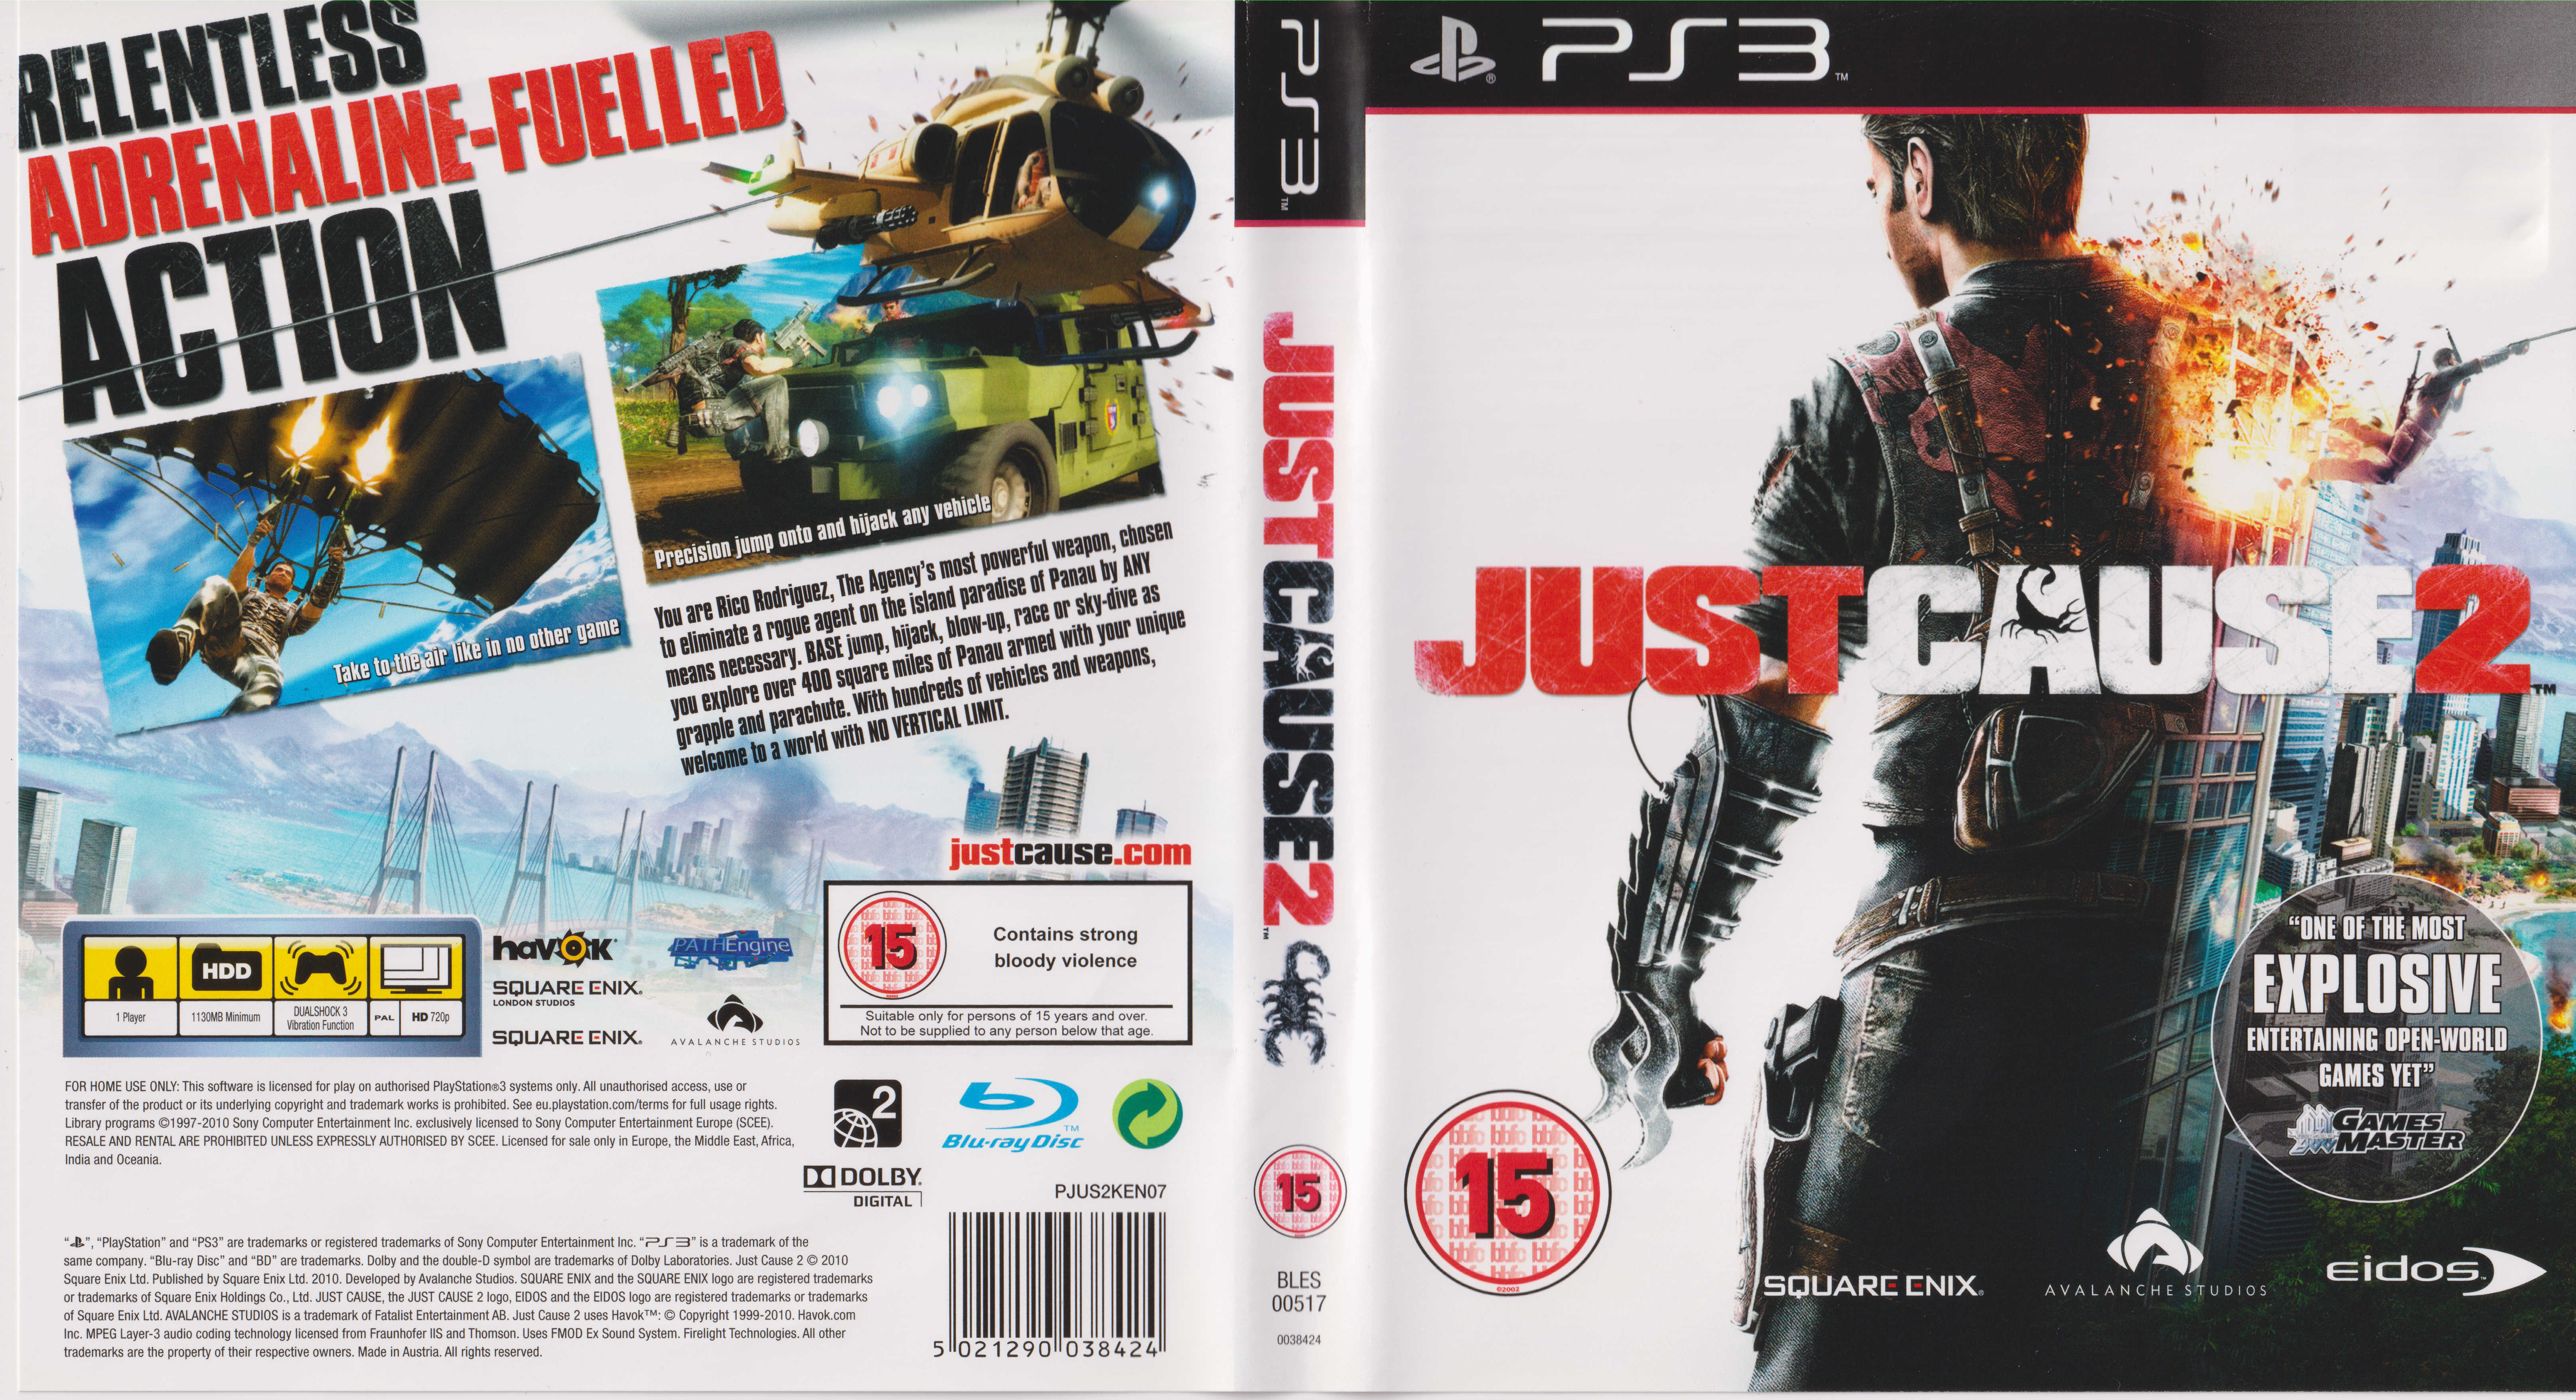 RELENTLESS
ADRENALINE-FUELLED
ACTION
Take to the air like in no other game
Precision jump onto and hijack any vehicle
You are Rico Rodriguez, The Agency's most powerful weapon, chosen
to eliminate a rogue agent on the island paradise of Panau by ANY
means necessary. BASE jump, hijack, blow-up, race or sky-dive as
you explore over 400 square miles of Panau armed with your unique
grapple and parachute. With hundreds of vehicles and weapons,
welcome to a world with NO VERTICAL LIMIT.
justcause.com
HDD
1 Player
1130MB Minimum
DUALSHOCK 3
Vibration Function
PAL
HD 720p
havok
PATHEngine
SQUARE ENIX.
LONDON STUDIOS
SQUARE ENIX.
AVALANCHE STUDIOS
15
Contains strong
bloody violence
Suitable only for persons of 15 years and over.
Not to be supplied to any person below that age.
FOR HOME USE ONLY: This software is licensed for play on authorised PlayStation®3 systems only. All unauthorised access, use or
transfer of the product or its underlying copyright and trademark works is prohibited. See eu.playstation.com/terms for full usage rights.
Library programs ©1997-2010 Sony Computer Entertainment Inc. exclusively licensed to Sony Computer Entertainment Europe (SCEE).
RESALE AND RENTAL ARE PROHIBITED UNLESS EXPRESSLY AUTHORISED BY SCEE. Licensed for sale only in Europe, the Middle East, Africa,
India and Oceania.
2
Blu-ray Disc™
DOLBY.
DIGITAL
PJUS2KEN07
5 021290 038424
“”, “PlayStation” and “PS3” are trademarks or registered trademarks of Sony Computer Entertainment Inc. “PS3” is a trademark of the
same company. “Blu-ray Disc” and “BD” are trademarks. Dolby and the double-D symbol are trademarks of Dolby Laboratories. Just Cause 2 © 2010
Square Enix Ltd. Published by Square Enix Ltd. 2010. Developed by Avalanche Studios. SQUARE ENIX and the SQUARE ENIX logo are registered trademarks
or trademarks of Square Enix Holdings Co., Ltd. JUST CAUSE, the JUST CAUSE 2 logo, EIDOS and the EIDOS logo are registered trademarks or trademarks
of Square Enix Ltd. AVALANCHE STUDIOS is a trademark of Fatalist Entertainment AB. Just Cause 2 uses Havok™: © Copyright 1999-2010. Havok.com
Inc. MPEG Layer-3 audio coding technology licensed from Fraunhofer IIS and Thomson. Uses FMOD Ex Sound System. Firelight Technologies. All other
trademarks are the property of their respective owners. Made in Austria. All rights reserved.
PS3™
JUST CAUSE 2™
15
BLES
00517
0038424
PS3™
JUST CAUSE 2™
“ONE OF THE MOST
EXPLOSIVE
ENTERTAINING OPEN-WORLD
GAMES YET”
GAMES
MASTER
bbfc
15
©2002
SQUARE ENIX.
AVALANCHE STUDIOS
eidos™